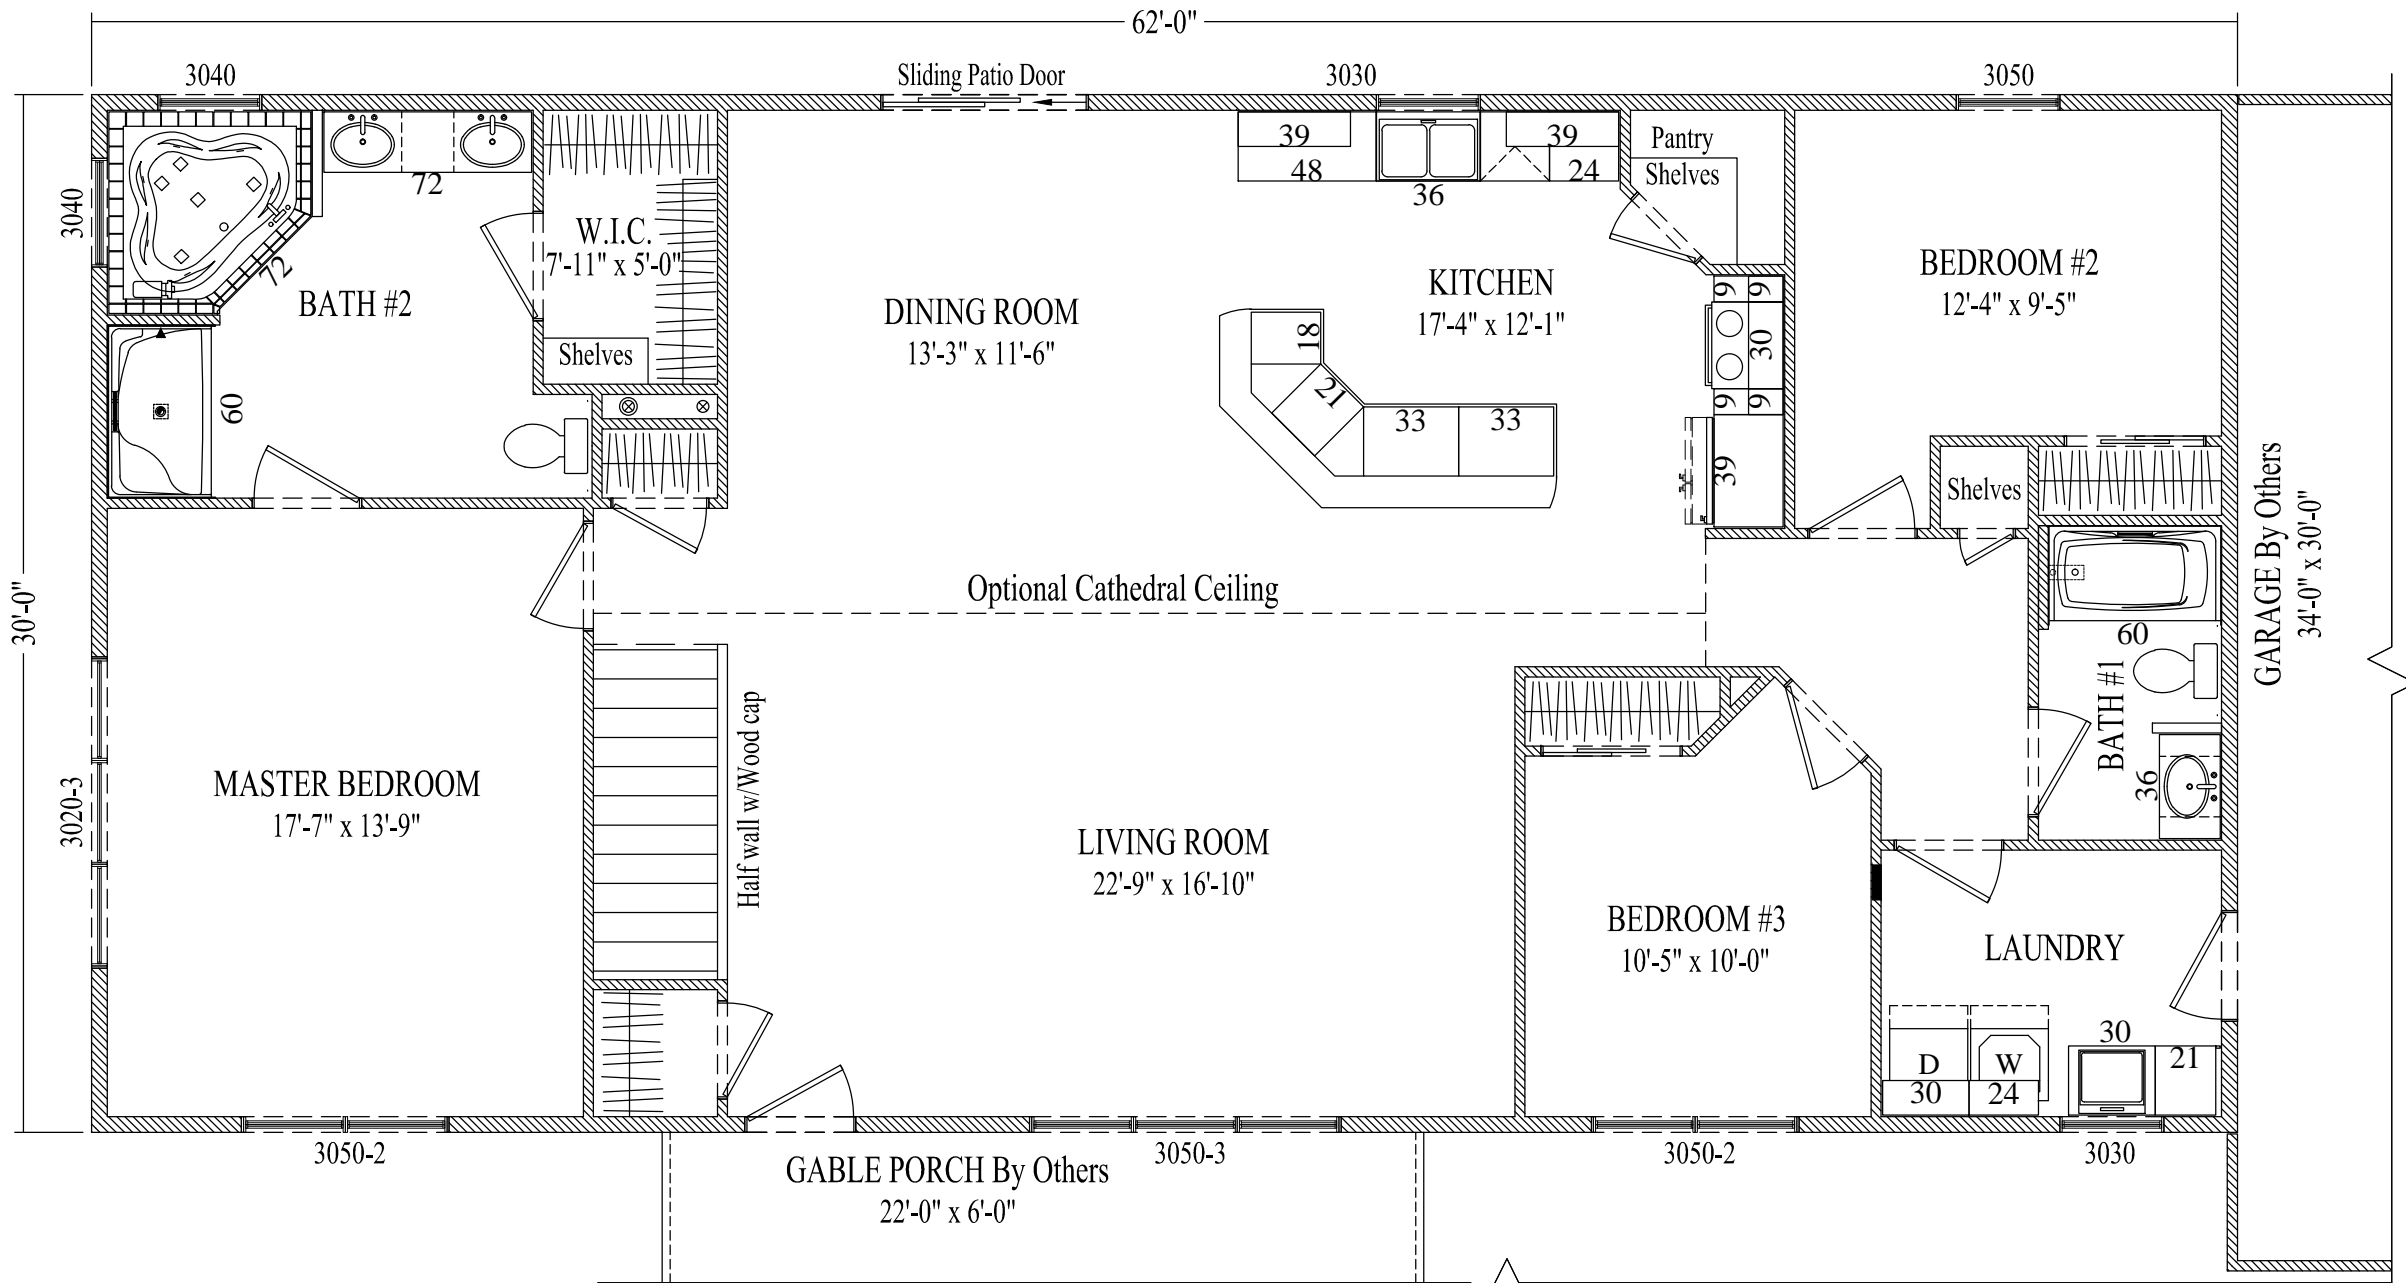 62'-0"
3040
Sliding Patio Door
3030
3050
39
39
Pantry
48
24
Shelves
72
36
3040
W.I.C.
7'-11" x 5'-0"
72
BATH #2
DINING ROOM
13'-3" x 11'-6"
KITCHEN
17'-4" x 12'-1"
BEDROOM #2
12'-4" x 9'-5"
9
9
30
9
9
39
18
21
33
33
Shelves
60
Shelves
GARAGE By Others
34'-0" x 30'-0"
30'-0"
Optional Cathedral Ceiling
60
BATH #1
36
Half wall w/Wood cap
MASTER BEDROOM
17'-7" x 13'-9"
3020-3
LIVING ROOM
22'-9" x 16'-10"
BEDROOM #3
10'-5" x 10'-0"
LAUNDRY
30
D
W
21
30
24
3050-2
3050-3
3050-2
3030
GABLE PORCH By Others
22'-0" x 6'-0"